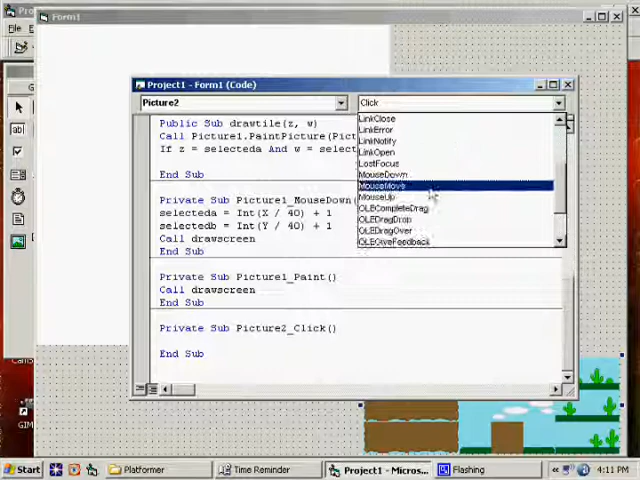 Form1
Project1 - Form1 (Code)
Picture2
Click
Public Sub drawtile(z, w)
Call Picture1.PaintPicture(Pict
If z = selecteda And w = select
End Sub
Private Sub Picture1_MouseDown(
selecteda = Int(X / 40) + 1
selectedb = Int(Y / 40) + 1
Call drawscreen
End Sub
Private Sub Picture1_Paint()
Call drawscreen
End Sub
Private Sub Picture2_Click()
End Sub
LinkClose
LinkError
LinkNotify
LinkOpen
LostFocus
MouseDown
MouseMove
MouseUp
OLECompleteDrag
OLEDragDrop
OLEDragOver
OLEGiveFeedback
ab|
Start
Platformer
Time Reminder
Project1 - Micros...
Flashing
4:11 PM